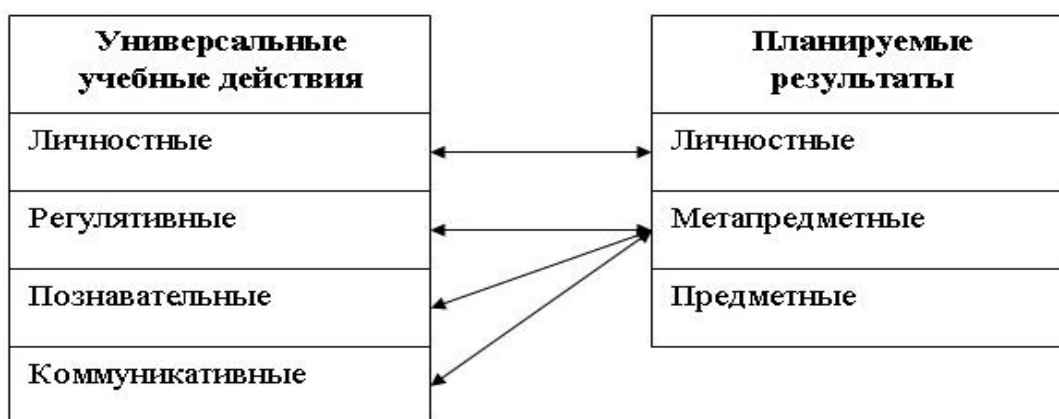 Универсальные
учебные действия
Личностные
Регулятивные
Познавательные
Коммуникативные
Планируемые
результаты
Личностные
Метапредметные
Предметные